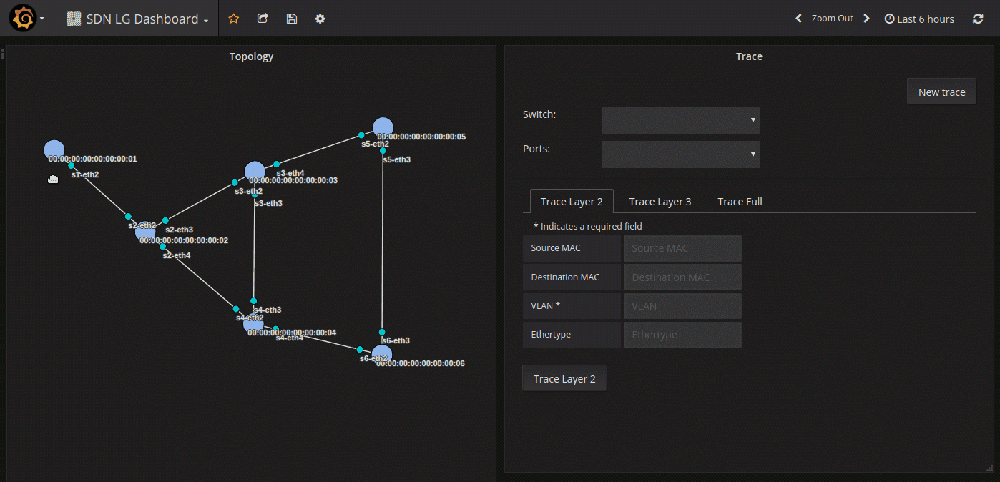 SDN LG Dashboard
Zoom Out
Last 6 hours
Topology
00:00:00:00:00:00:00:05
s5-eth2
s5-eth3
00:00:00:00:00:00:00:01
s1-eth2
s3-eth4
00:00:00:00:00:00:00:03
s3-eth2
s3-eth3
s2-eth2
s2-eth3
00:00:00:00:00:00:00:02
s2-eth4
s4-eth3
s4-eth2
00:00:00:00:00:00:00:04
s4-eth4
s6-eth3
s6-eth2
00:00:00:00:00:00:00:06
Trace
New trace
Switch:
Ports:
Trace Layer 2
Trace Layer 3
Trace Full
* Indicates a required field
Source MAC
Source MAC
Destination MAC
Destination MAC
VLAN *
VLAN
Ethertype
Ethertype
Trace Layer 2